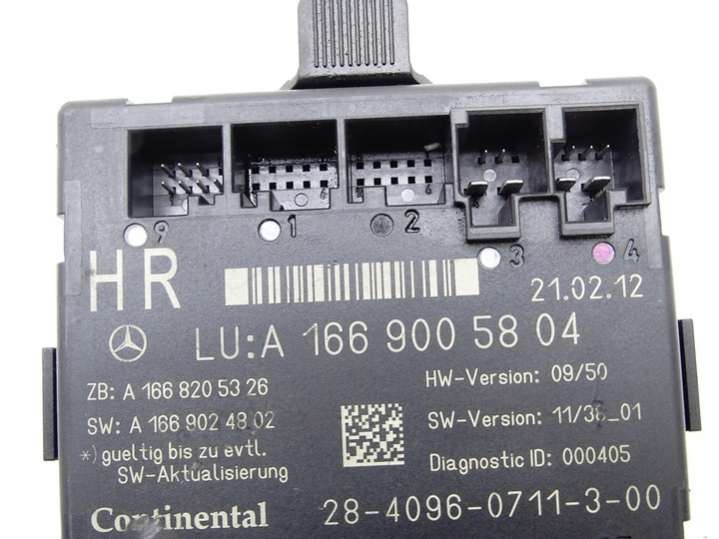 9 1 2 3 4
HR
21.02.12
LU:A 166 900 58 04
ZB: A 166 820 53 26
HW-Version: 09/50
SW: A 166 902 48 02
SW-Version: 11/38_01
*) gueltig bis zu evtl.
SW-Aktualisierung
Diagnostic ID: 000405
Continental
28-4096-0711-3-00